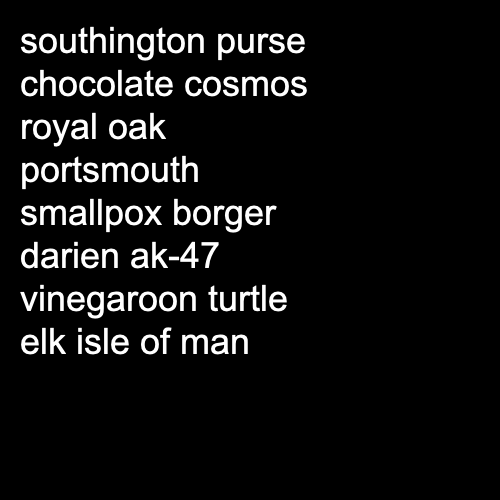 southington purse
chocolate cosmos
royal oak
portsmouth
smallpox borger
darien ak-47
vinegaroon turtle
elk isle of man